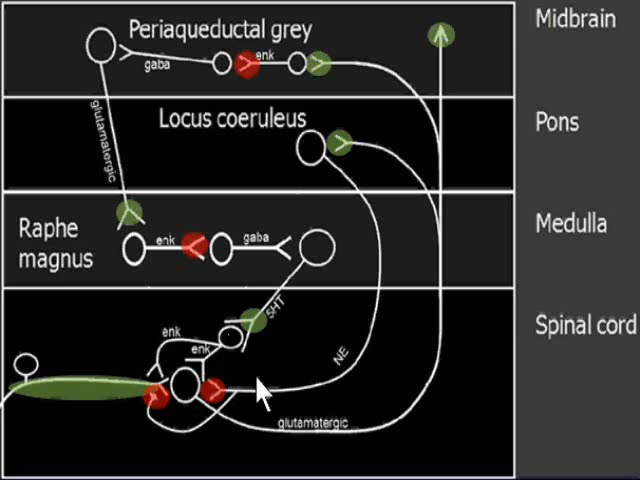 Periaqueductal grey
Midbrain
enk
gaba
glutamatergic
Locus coeruleus
Pons
Raphe
magnus
enk
gaba
Medulla
5HT
Spinal cord
enk
enk
NE
glutamatergic